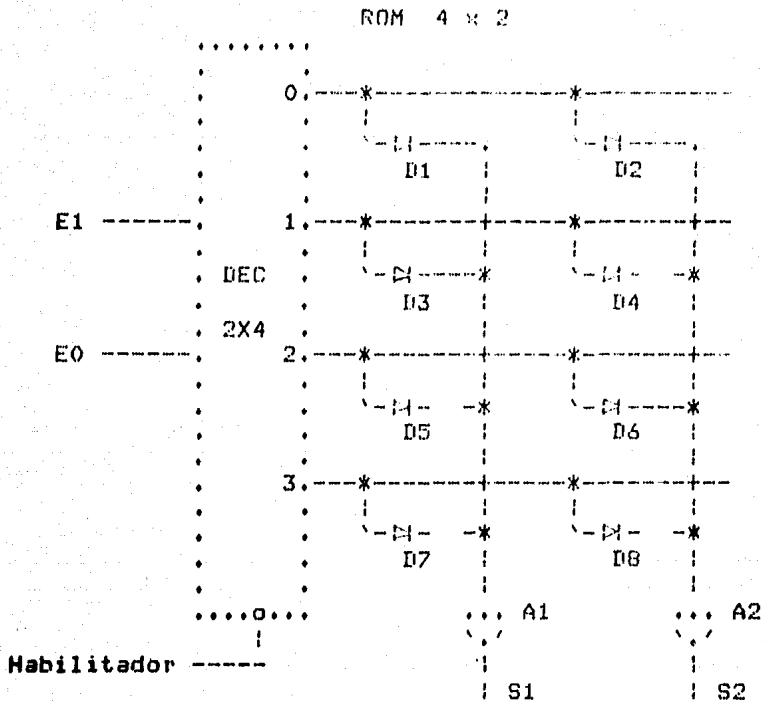 ROM 4 x 2
0
D1 D2
E1 1
DEC
D3 D4
2X4
E0 2
D5 D6
3
D7 D8
A1 A2
Habilitador
S1 S2